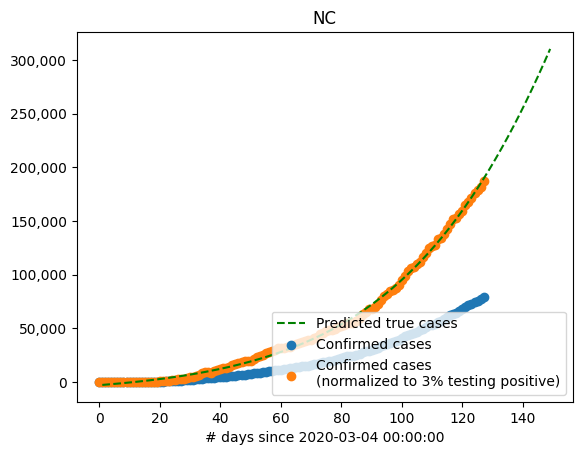 NC
300,000
250,000
200,000
150,000
100,000
50,000
0
Predicted true cases
Confirmed cases
Confirmed cases
(normalized to 3% testing positive)
0 20 40 60 80 100 120 140
# days since 2020-03-04 00:00:00